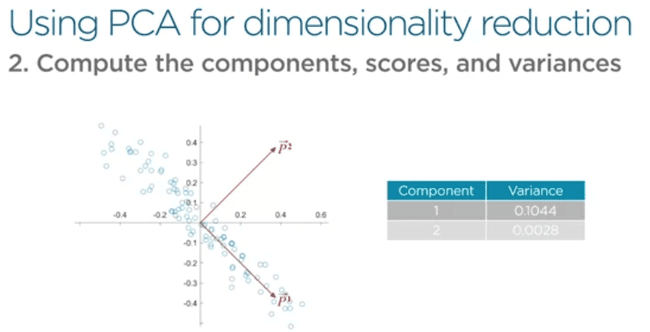 Using PCA for dimensionality reduction
2. Compute the components, scores, and variances
0.4
0.3
0.2
0.1
-0.4 -0.2 0.2 0.4 0.6
-0.1
-0.2
-0.3
-0.4
p2
p1
Component Variance
1 0.1044
2 0.0028